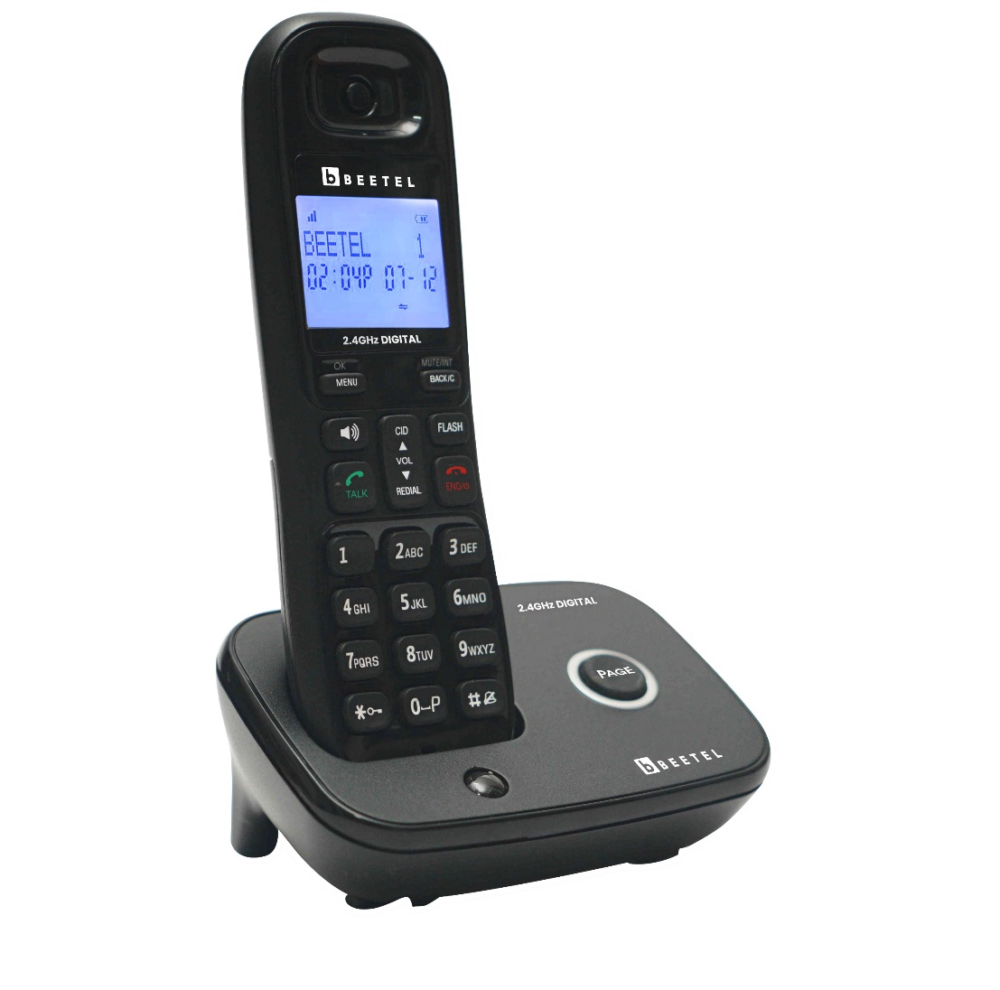 b BEETEL
BEETEL 1
02:04P 07-12
2.4GHz DIGITAL
OK
MENU
MUTE/INT
BACK/C
CID
VOL
REDIAL
FLASH
TALK
END/
1
2ABC
3DEF
4GHI
5JKL
6MNO
7PQRS
8TUV
9WXYZ
*
0 P
#
2.4GHz DIGITAL
PAGE
b BEETEL